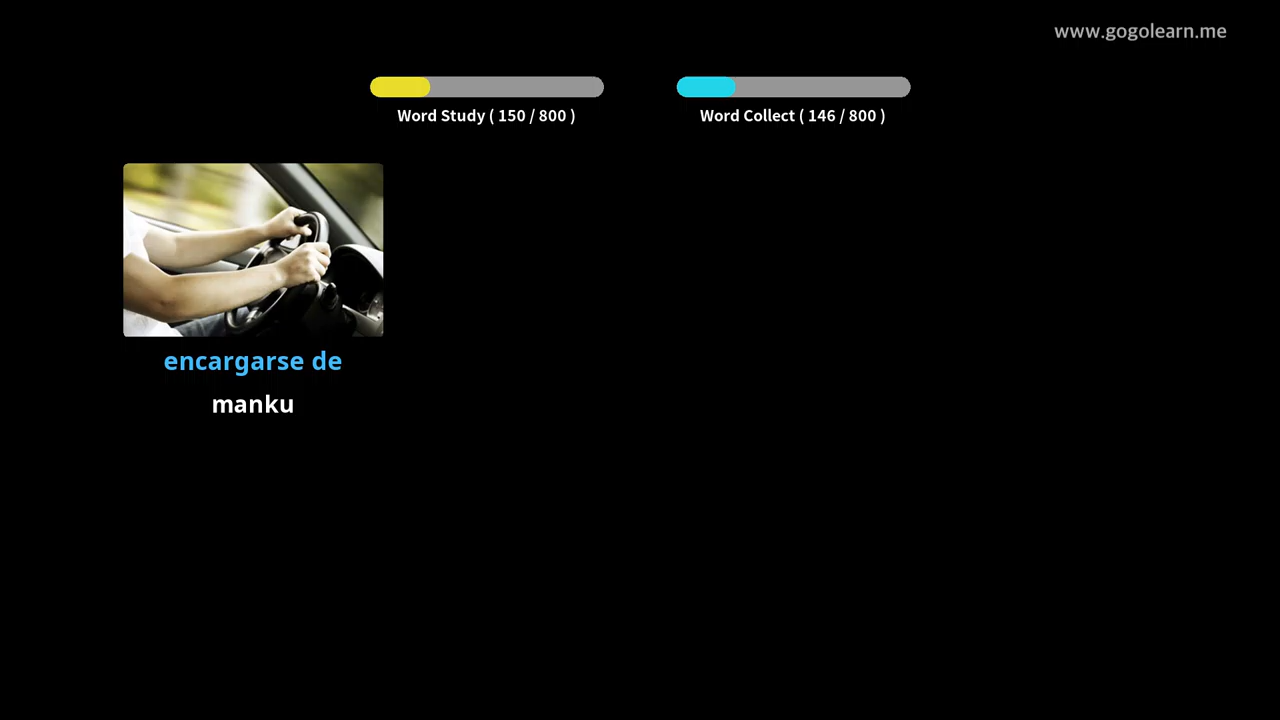 www.gogolearn.me
Word Study ( 150 / 800 )
Word Collect ( 146 / 800 )
encargarse de
manku